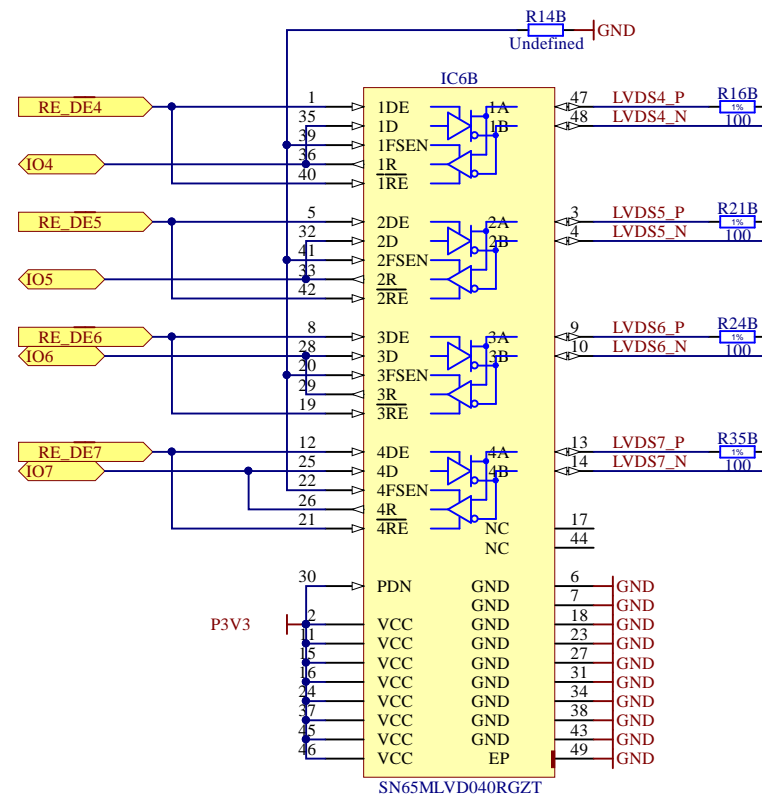 R14B
GND
Undefined
IC6B
RE_DE4 1 1DE 1A 47 LVDS4_P R16B
1%
35 1D 1B 48 LVDS4_N 100
39 1FSEN
IO4 36 1R
40 1RE
RE_DE5 5 2DE 2A 3 LVDS5_P R21B
1%
32 2D 2B 4 LVDS5_N 100
41 2FSEN
IO5 33 2R
42 2RE
RE_DE6 8 3DE 3A 9 LVDS6_P R24B
1%
IO6 28 3D 3B 10 LVDS6_N 100
20 3FSEN
29 3R
19 3RE
RE_DE7 12 4DE 4A 13 LVDS7_P R35B
1%
IO7 25 4D 4B 14 LVDS7_N 100
22 4FSEN
26 4R
21 4RE NC 17
NC 44
30 PDN GND 6 GND
GND 7 GND
P3V3 2 VCC GND 18 GND
11 VCC GND 23 GND
15 VCC GND 27 GND
16 VCC GND 31 GND
24 VCC GND 34 GND
37 VCC GND 38 GND
45 VCC GND 43 GND
46 VCC EP 49 GND
SN65MLVD040RGZT